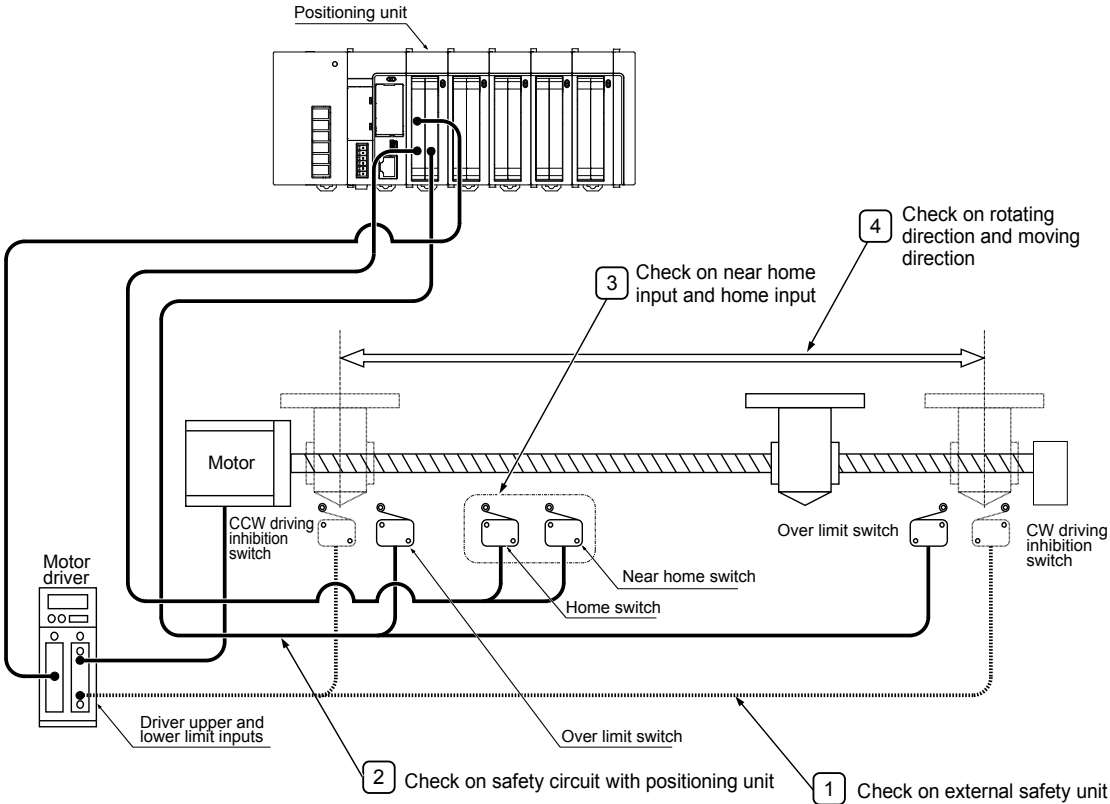 Positioning unit
4
Check on rotating
direction and moving
direction
3
Check on near home
input and home input
Motor
CCW driving
inhibition
switch
Over limit switch
CW driving
inhibition
switch
Motor
driver
Near home switch
Home switch
Driver upper and
lower limit inputs
Over limit switch
2
Check on safety circuit with positioning unit
1
Check on external safety unit